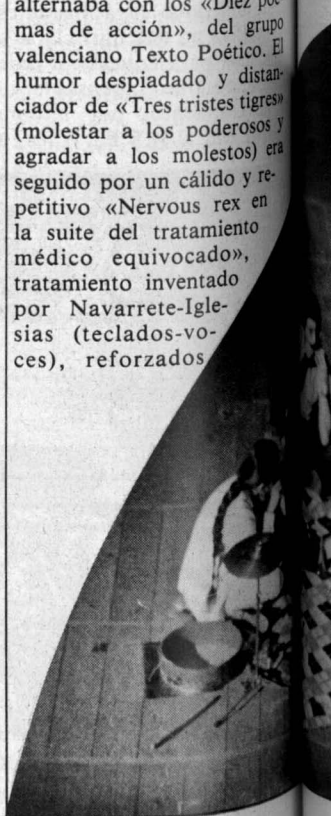 alternaba con los «Diez poe-
mas de acción», del grupo
valenciano Texto Poético. El
humor despiadado y distan-
ciador de «Tres tristes tigres»
(molestar a los poderosos y
agradar a los molestos) era
seguido por un cálido y re-
petitivo «Nervous rex en
la suite del tratamiento
médico equivocado»,
tratamiento inventado
por Navarrete-Igle-
sias (teclados-vo-
ces), reforzados